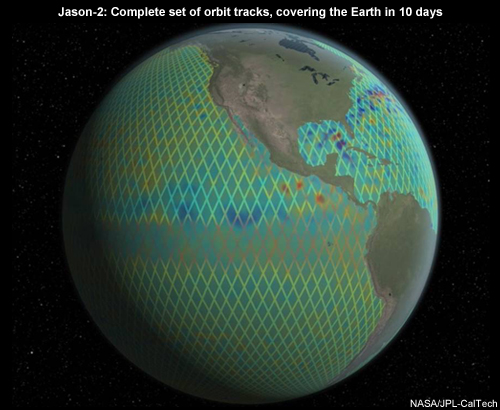 Jason-2: Complete set of orbit tracks, covering the Earth in 10 days
NASA/JPL-CalTech